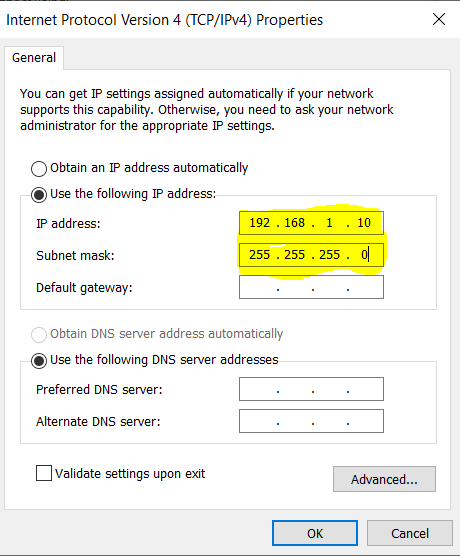 Internet Protocol Version 4 (TCP/IPv4) Properties
General
You can get IP settings assigned automatically if your network
supports this capability. Otherwise, you need to ask your network
administrator for the appropriate IP settings.
Obtain an IP address automatically
Use the following IP address:
IP address: 192 . 168 . 1 . 10
Subnet mask: 255 . 255 . 255 . 0
Default gateway: . . .
Obtain DNS server address automatically
Use the following DNS server addresses
Preferred DNS server: . . .
Alternate DNS server: . . .
Validate settings upon exit
Advanced...
OK Cancel